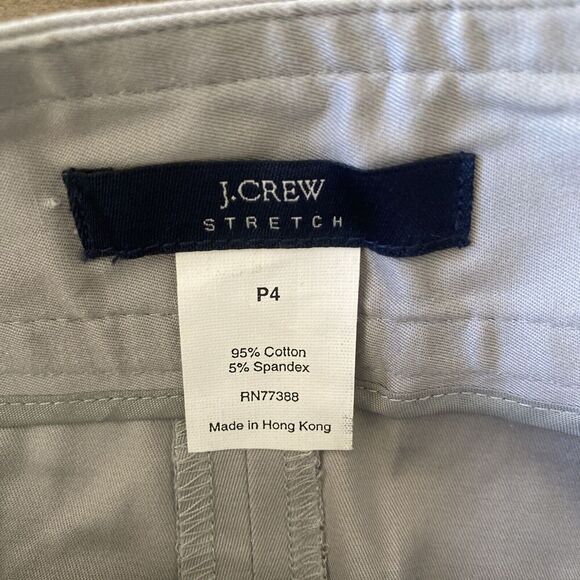 J.CREW
STRETCH
P4
95% Cotton
5% Spandex
RN77388
Made in Hong Kong